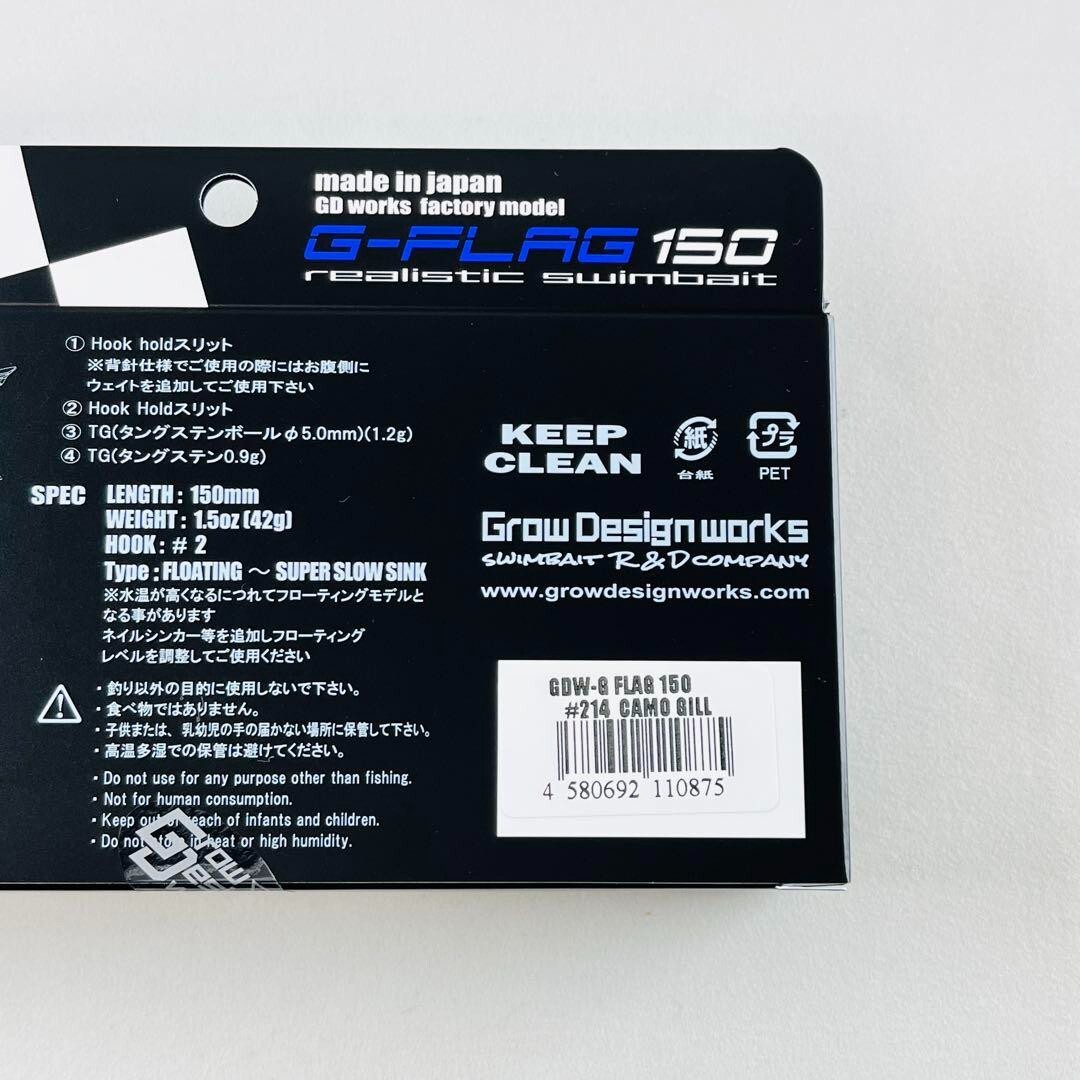 made in japan
GD works factory model
G-FLAG 150
realistic swimbait
① Hook holdスリット
※背針仕様でご使用の際にはお腹側に
ウェイトを追加してご使用下さい
② Hook Holdスリット
③ TG(タングステンボールφ5.0mm)(1.2g)
④ TG(タングステン0.9g)
SPEC LENGTH : 150mm
WEIGHT : 1.5oz (42g)
HOOK : # 2
Type : FLOATING ～ SUPER SLOW SINK
※水温が高くなるにつれてフローティングモデルと
なる事があります
ネイルシンカー等を追加しフローティング
レベルを調整してご使用ください
・釣り以外の目的に使用しないで下さい。
・食べ物ではありません。
・子供または、乳幼児の手の届かない場所に保管して下さい。
・高温多湿での保管は避けてください。
・Do not use for any purpose other than fishing.
・Not for human consumption.
・Keep out of reach of infants and children.
・Do not store in heat or high humidity.
KEEP
CLEAN
紙
台紙
プラ
PET
Grow Design works
SWIMBAIT R & D COMPANY
www.growdesignworks.com
GDW-G FLAG 150
#214 CAMO GILL
4 580692 110875
Grow
Des